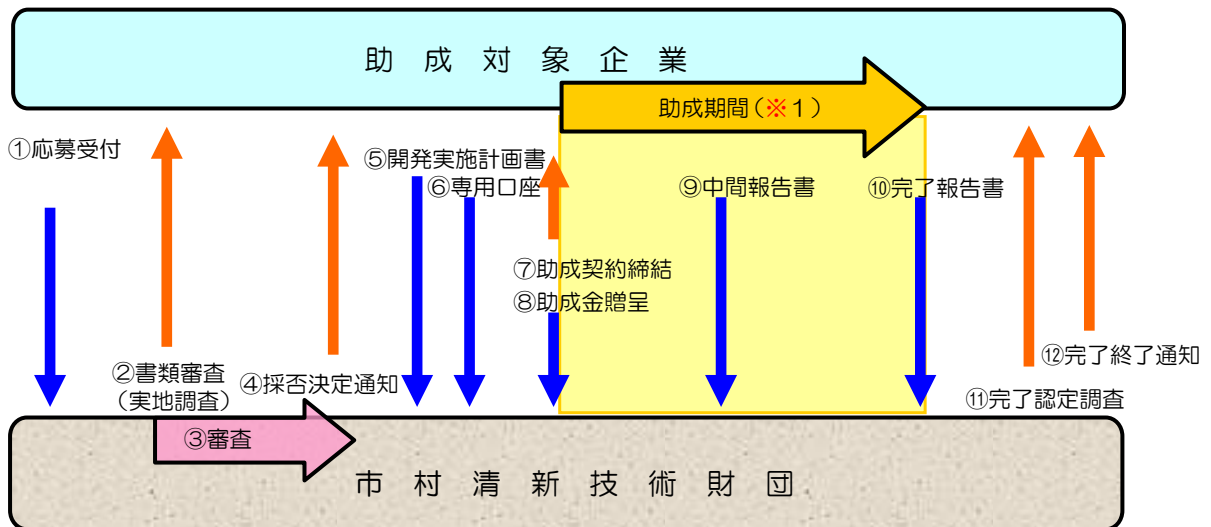 助成対象企業
助成期間(※1)
①応募受付
⑤開発実施計画書
⑥専用口座
⑨中間報告書
⑩完了報告書
⑦助成契約締結
⑧助成金贈呈
②書類審査
(実地調査)
④採否決定通知
⑫完了終了通知
⑪完了認定調査
③審査
市村清新技術財団